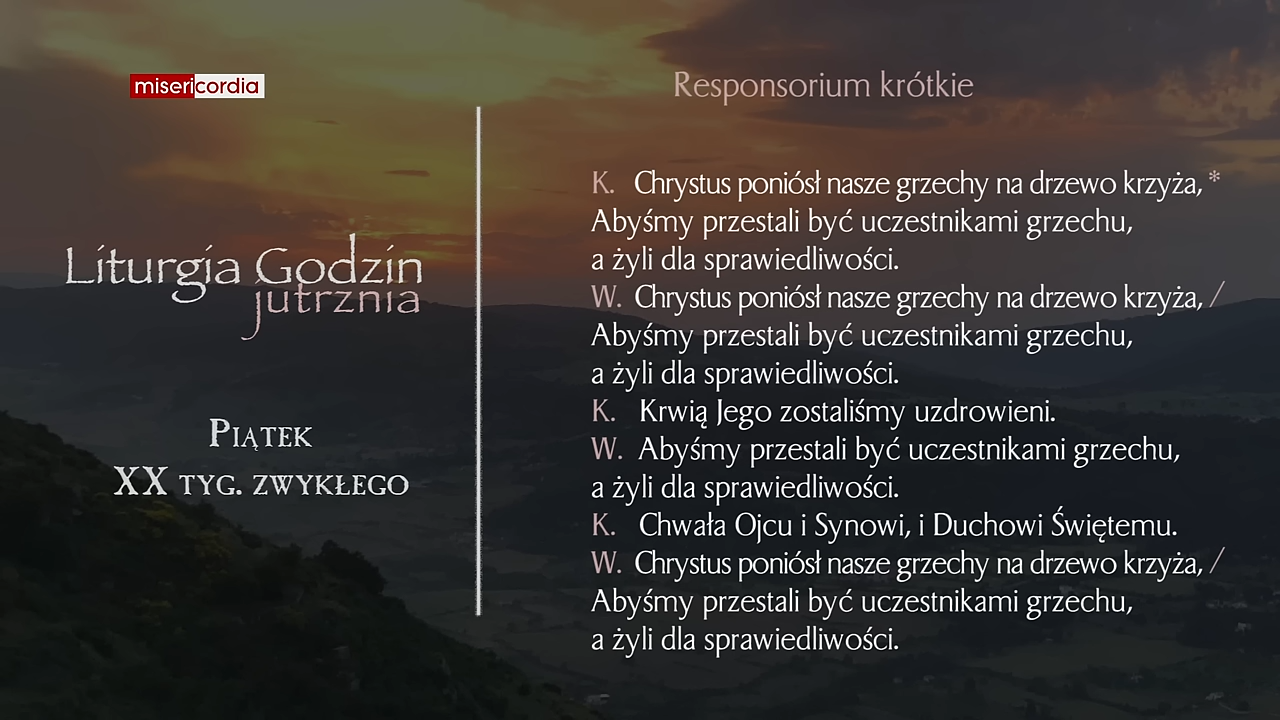 misericordia
Liturgia Godzin
jutrznia
Piątek
XX tyg. zwykłego
Responsorium krótkie
K. Chrystus poniósł nasze grzechy na drzewo krzyża, *
Abyśmy przestali być uczestnikami grzechu,
a żyli dla sprawiedliwości.
W. Chrystus poniósł nasze grzechy na drzewo krzyża, /
Abyśmy przestali być uczestnikami grzechu,
a żyli dla sprawiedliwości.
K. Krwią Jego zostaliśmy uzdrowieni.
W. Abyśmy przestali być uczestnikami grzechu,
a żyli dla sprawiedliwości.
K. Chwała Ojcu i Synowi, i Duchowi Świętemu.
W. Chrystus poniósł nasze grzechy na drzewo krzyża, /
Abyśmy przestali być uczestnikami grzechu,
a żyli dla sprawiedliwości.